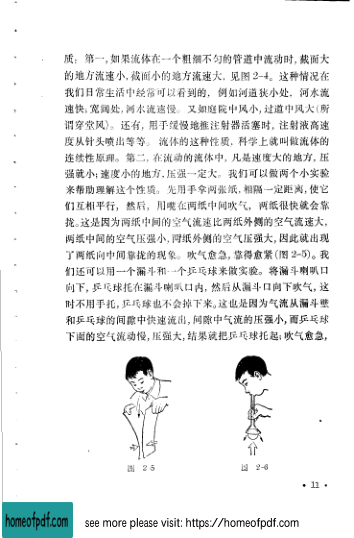 质：第一，如果流体在一个粗细不匀的管道中流动时，截面大
的地方流速小，截面小的地方流速大。见图2-4。这种情况在
我们日常生活中经常可以看到的，例如河道狭小处，河水流
速快；宽阔处，河水流速慢。又如庭院中风小，过道中风大（所
谓穿堂风）。还有，用手缓慢地推注射器活塞时，注射液高速
度从针头喷出等等。流体的这种性质，科学上就叫做流体的
连续性原理。第二，在流动的流体中，凡是速度大的地方，压
强就小；速度小的地方，压强一定大。我们可以做两个小实验
来帮助理解这个性质。先用手拿两张纸，相隔一定距离，使它
们互相平行，然后，用嘴在两纸中间吹气，两纸很快就会靠
拢。这是因为两纸中间的空气流速比两纸外侧的空气流速大，
两纸中间的空气压强小，两纸外侧的空气压强大，因此就出现
了两纸向中间靠拢的现象。吹气愈急，靠得愈紧（图2-5）。我
们还可以用一个漏斗和一个乒乓球来做实验。将漏斗喇叭口
向下，乒乓球托在漏斗喇叭口内，然后从漏斗口向下吹气，这
时不用手托，乒乓球也不会掉下来，这也是因为气流从漏斗壁
和乒乓球的间隙中快速流出，间隙中气流的压强小，而乒乓球
下面的空气流动慢，压强大，结果就把乒乓球托起；吹气愈急，
图 2-5
图 2-6
• 11 •
homeofpdf.com
see more please visit: https://homeofpdf.com